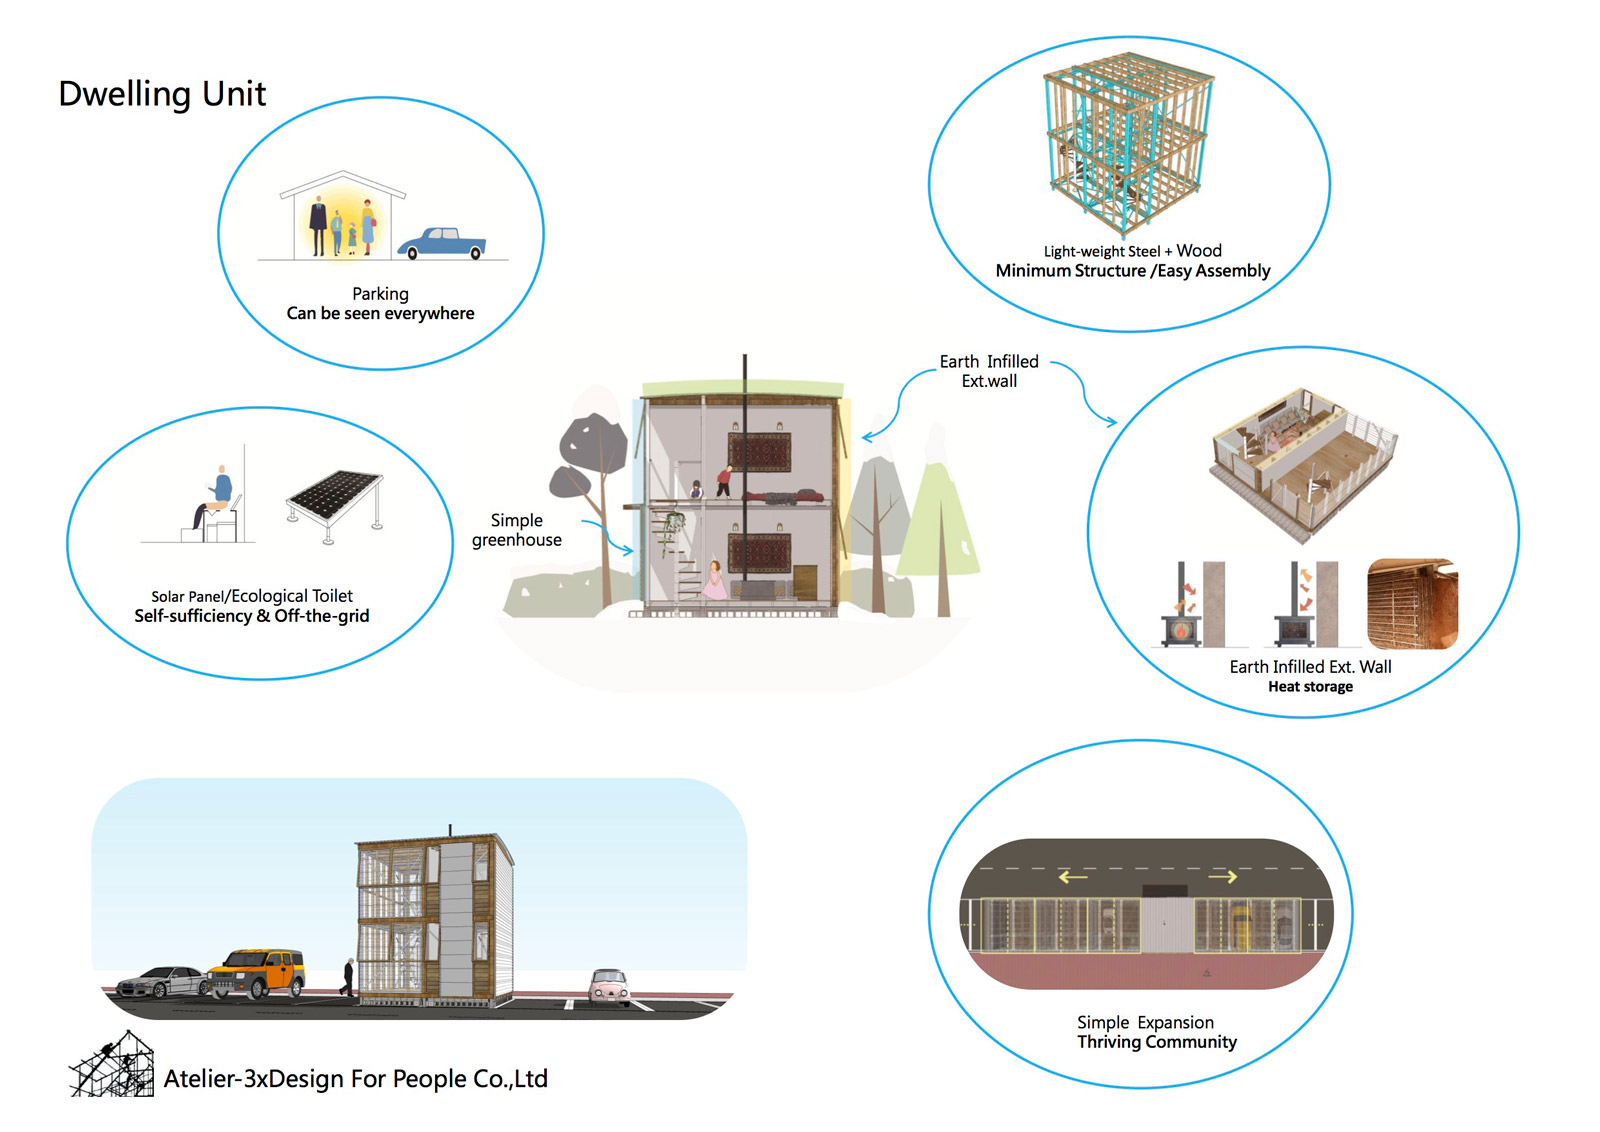 Dwelling Unit
Parking
Can be seen everywhere
Light-weight Steel + Wood
Minimum Structure /Easy Assembly
Earth Infilled
Ext.wall
Simple
greenhouse
Solar Panel/Ecological Toilet
Self-sufficiency & Off-the-grid
Earth Infilled Ext. Wall
Heat storage
Simple Expansion
Thriving Community
Atelier-3xDesign For People Co.,Ltd